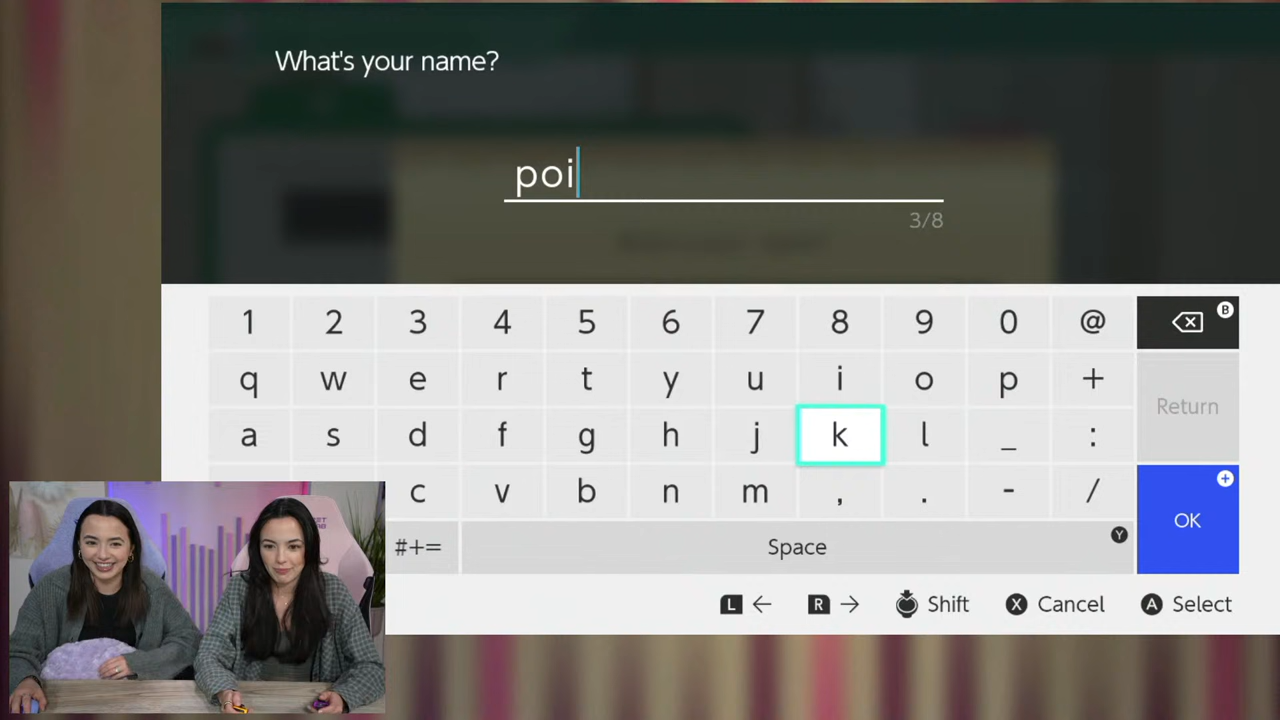 What's your name?
poi
3/8
1 2 3 4 5 6 7 8 9 0 @
q w e r t y u i o p +
Return
a s d f g h j k l _ :
c v b n m , . - /
OK
#+= Space
L ← R → Shift X Cancel A Select
B
+
Y